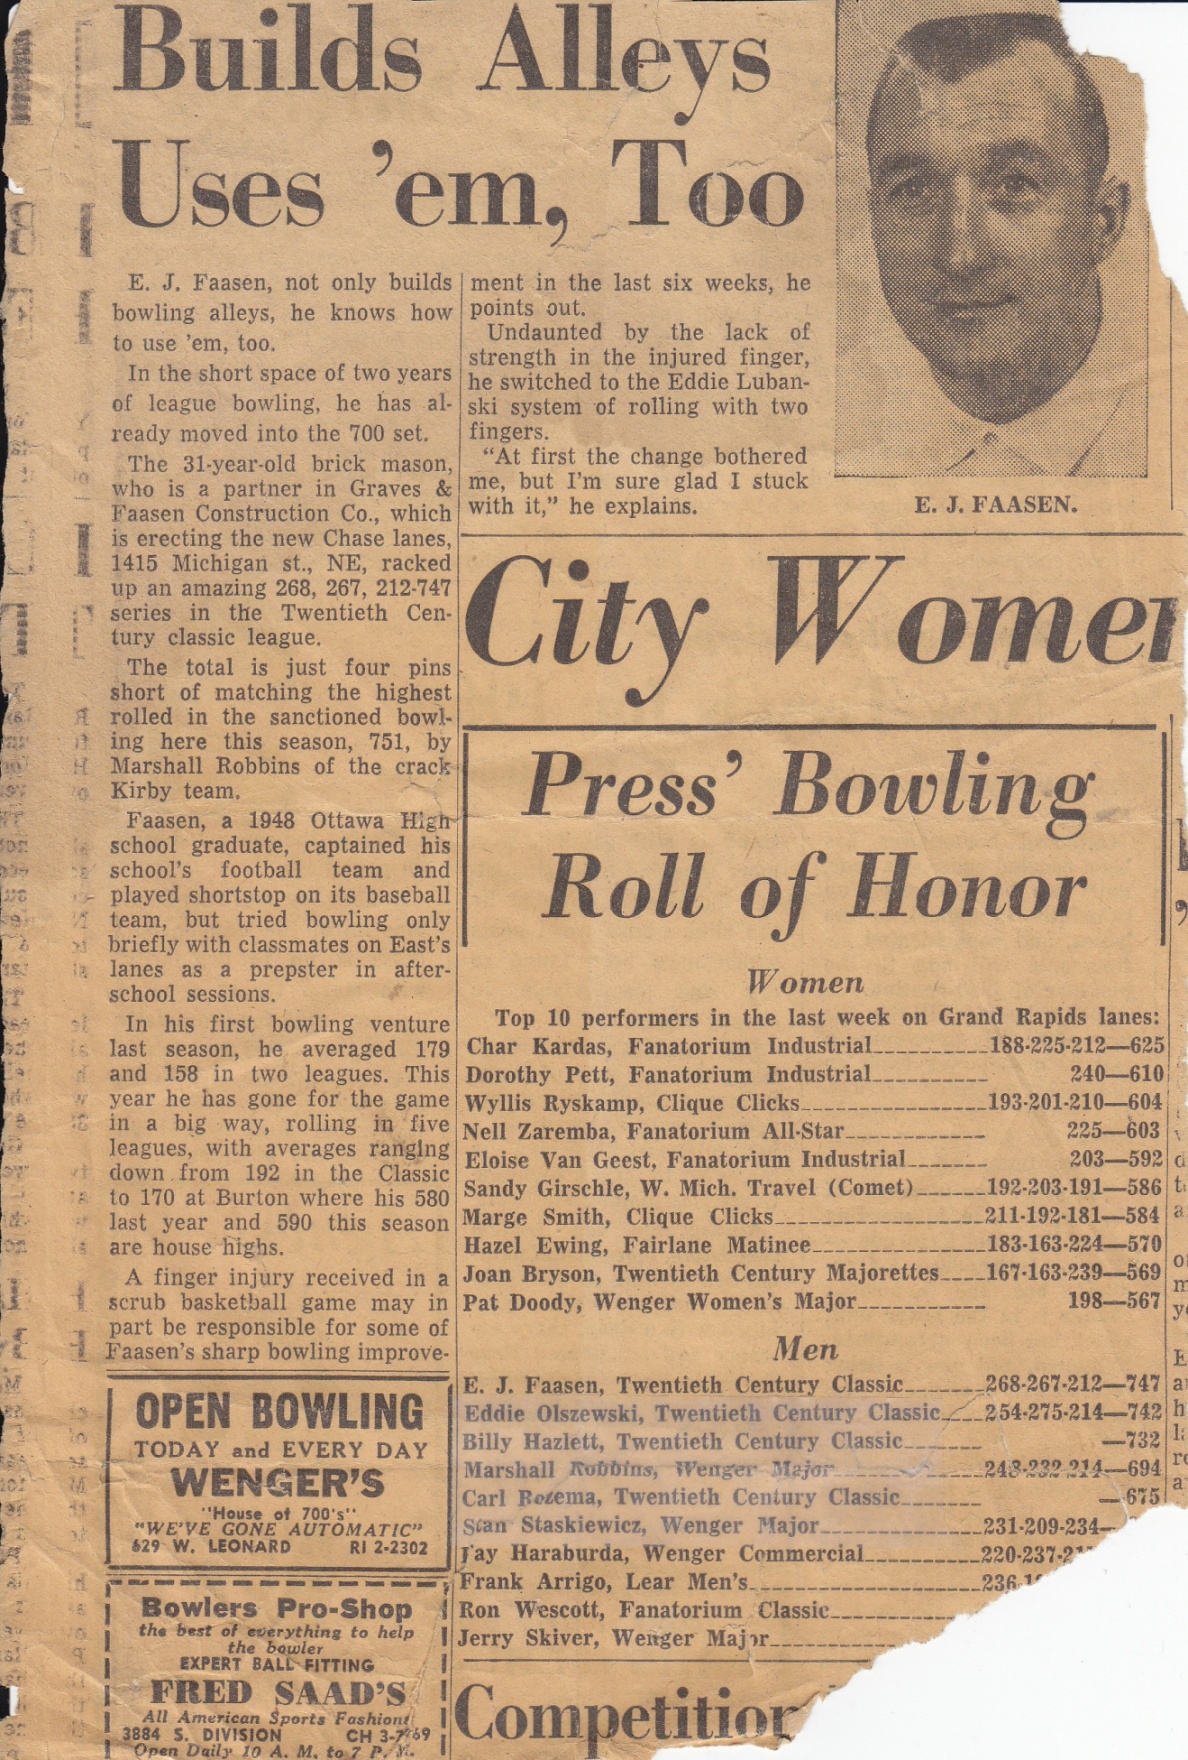 Builds Alleys
Uses 'em, Too
E. J. Faasen, not only builds
bowling alleys, he knows how
to use 'em, too.
In the short space of two years
of league bowling, he has al-
ready moved into the 700 set.
The 31-year-old brick mason,
who is a partner in Graves &
Faasen Construction Co., which
is erecting the new Chase lanes,
1415 Michigan st., NE, racked
up an amazing 268, 267, 212-747
series in the Twentieth Cen-
tury classic league.
The total is just four pins
short of matching the highest
rolled in the sanctioned bowl-
ing here this season, 751, by
Marshall Robbins of the crack
Kirby team.
Faasen, a 1948 Ottawa High
school graduate, captained his
school's football team and
played shortstop on its baseball
team, but tried bowling only
briefly with classmates on East's
lanes as a prepster in after-
school sessions.
In his first bowling venture
last season, he averaged 179
and 158 in two leagues. This
year he has gone for the game
in a big way, rolling in five
leagues, with averages ranging
down from 192 in the Classic
to 170 at Burton where his 580
last year and 590 this season
are house highs.
A finger injury received in a
scrub basketball game may in
part be responsible for some of
Faasen's sharp bowling improve-
ment in the last six weeks, he
points out.
Undaunted by the lack of
strength in the injured finger,
he switched to the Eddie Luban-
ski system of rolling with two
fingers.
"At first the change bothered
me, but I'm sure glad I stuck
with it," he explains.
E. J. FAASEN.
OPEN BOWLING
TODAY and EVERY DAY
WENGER'S
"House of 700's"
"WE'VE GONE AUTOMATIC"
629 W. LEONARD RI 2-2302
Bowlers Pro-Shop
the best of everything to help
the bowler
EXPERT BALL FITTING
FRED SAAD'S
All American Sports Fashions
3884 S. DIVISION
Open Daily 10 A. M. to 7 P. M.
City
Press' Bowling
Roll of Honor
Women
Top 10 performers in the last week on Grand Rapids lanes:
Char Kardas, Fanatorium Industrial 188-225-212—625
Dorothy Pett, Fanatorium Industrial 240—610
Wyllis Ryskamp, Clique Clicks 193-201-210—604
Nell Zaremba, Fanatorium All-Star 225—603
Eloise Van Geest, Fanatorium Industrial 203—592
Sandy Girschle, W. Mich. Travel (Comet) 192-203-191—586
Marge Smith, Clique Clicks 211-192-181—584
Hazel Ewing, Fairlane Matinee 183-163-224—570
Joan Bryson, Twentieth Century Majorettes 167-163-239—569
Pat Doody, Wenger Women's Major 198—567
Men
E. J. Faasen, Twentieth Century Classic 268-267-212—747
Eddie Olszewski, Twentieth Century Classic 254-275-214—742
Billy Hazlett, Twentieth Century Classic —732
Marshall Robbins, Wenger Major 248-232-214—694
Carl Rozema, Twentieth Century Classic —675
Stan Staskiewicz, Wenger Major 231-209-234—
Jay Haraburda, Wenger Commercial 220-237-
Frank Arrigo, Lear Men's 236-
Ron Wescott, Fanatorium Classic
Jerry Skiver, Wenger Major
Competition